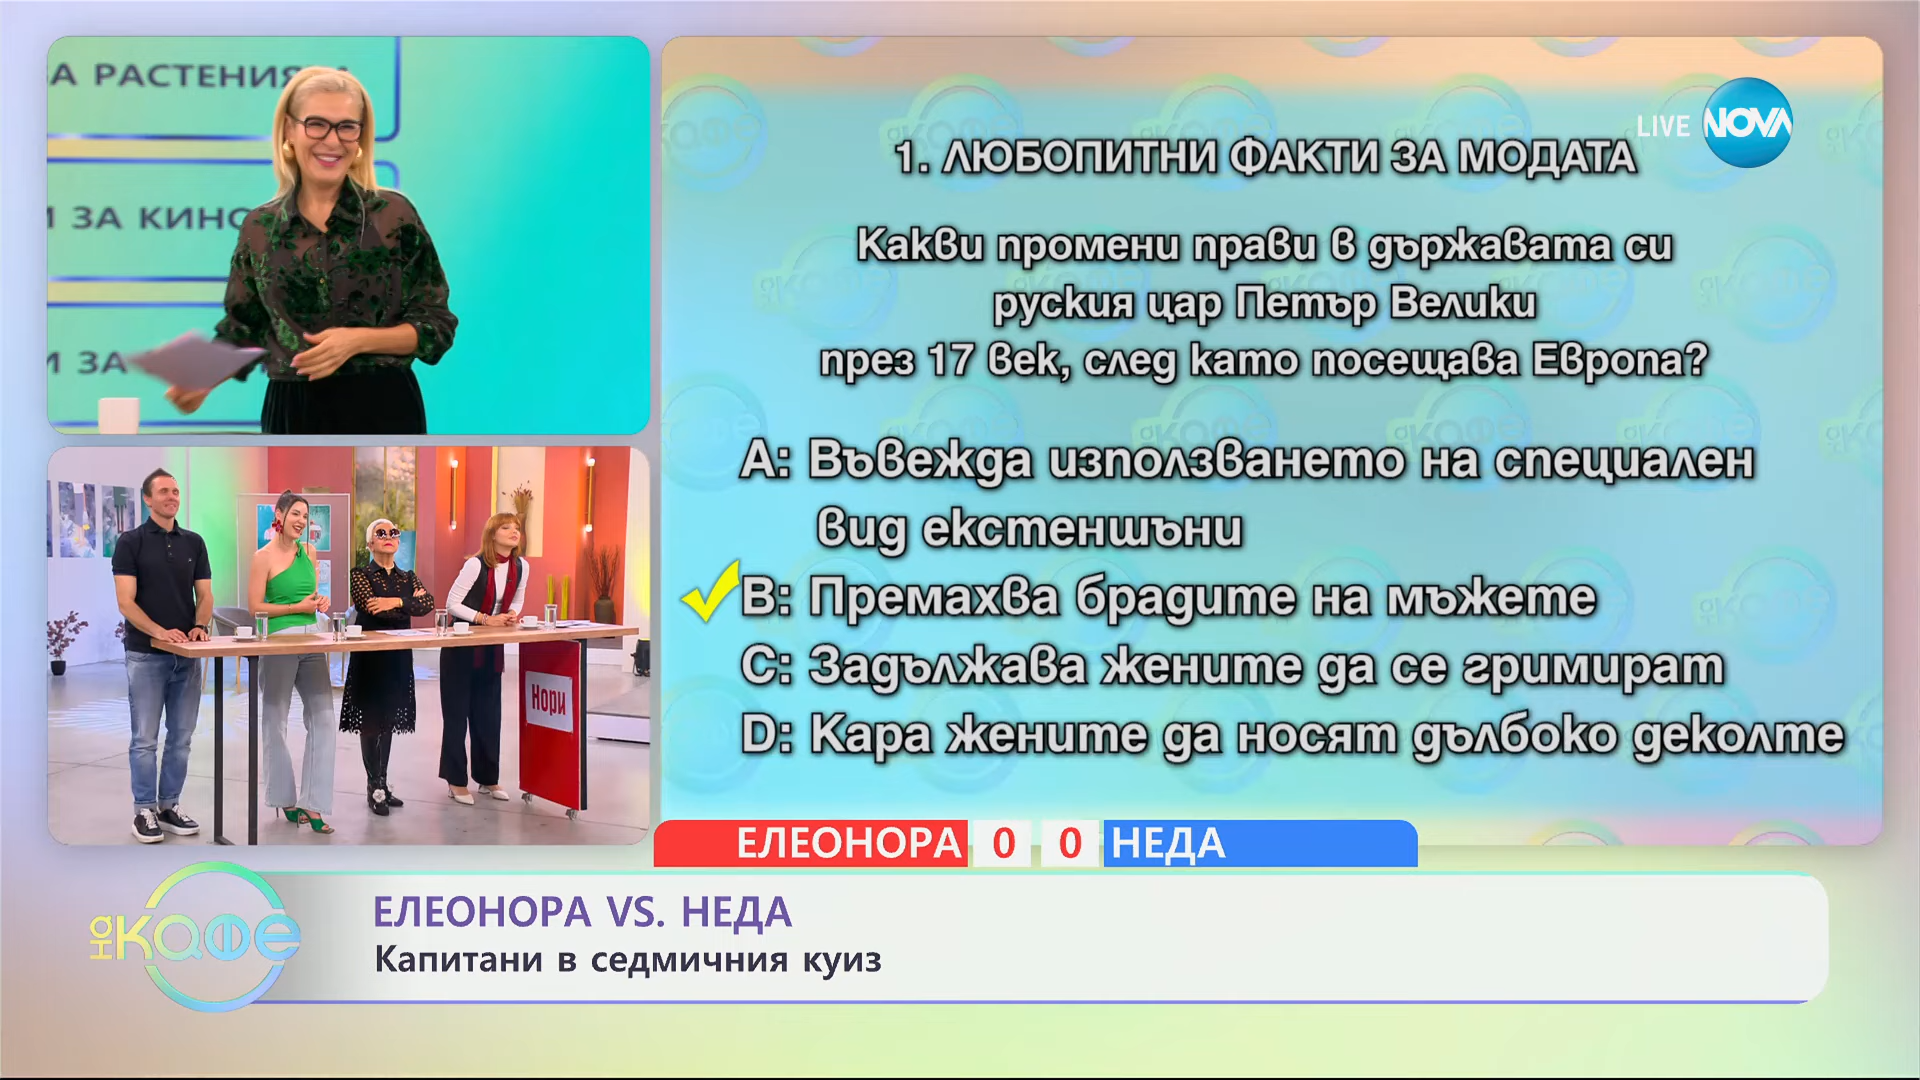 А РАСТЕНИЯ
И ЗА КИНО
И ЗА
LIVE NOVA
1. ЛЮБОПИТНИ ФАКТИ ЗА МОДАТА
Какви промени прави в държавата си
руския цар Петър Велики
през 17 век, след като посещава Европа?
A: Въвежда използването на специален
вид екстеншъни
B: Премахва брадите на мъжете
C: Задължава жените да се гримират
D: Кара жените да носят дълбоко деколте
Нори
ЕЛЕОНОРА 0 0 НЕДА
на кафе
ЕЛЕОНОРА VS. НЕДА
Капитани в седмичния куиз